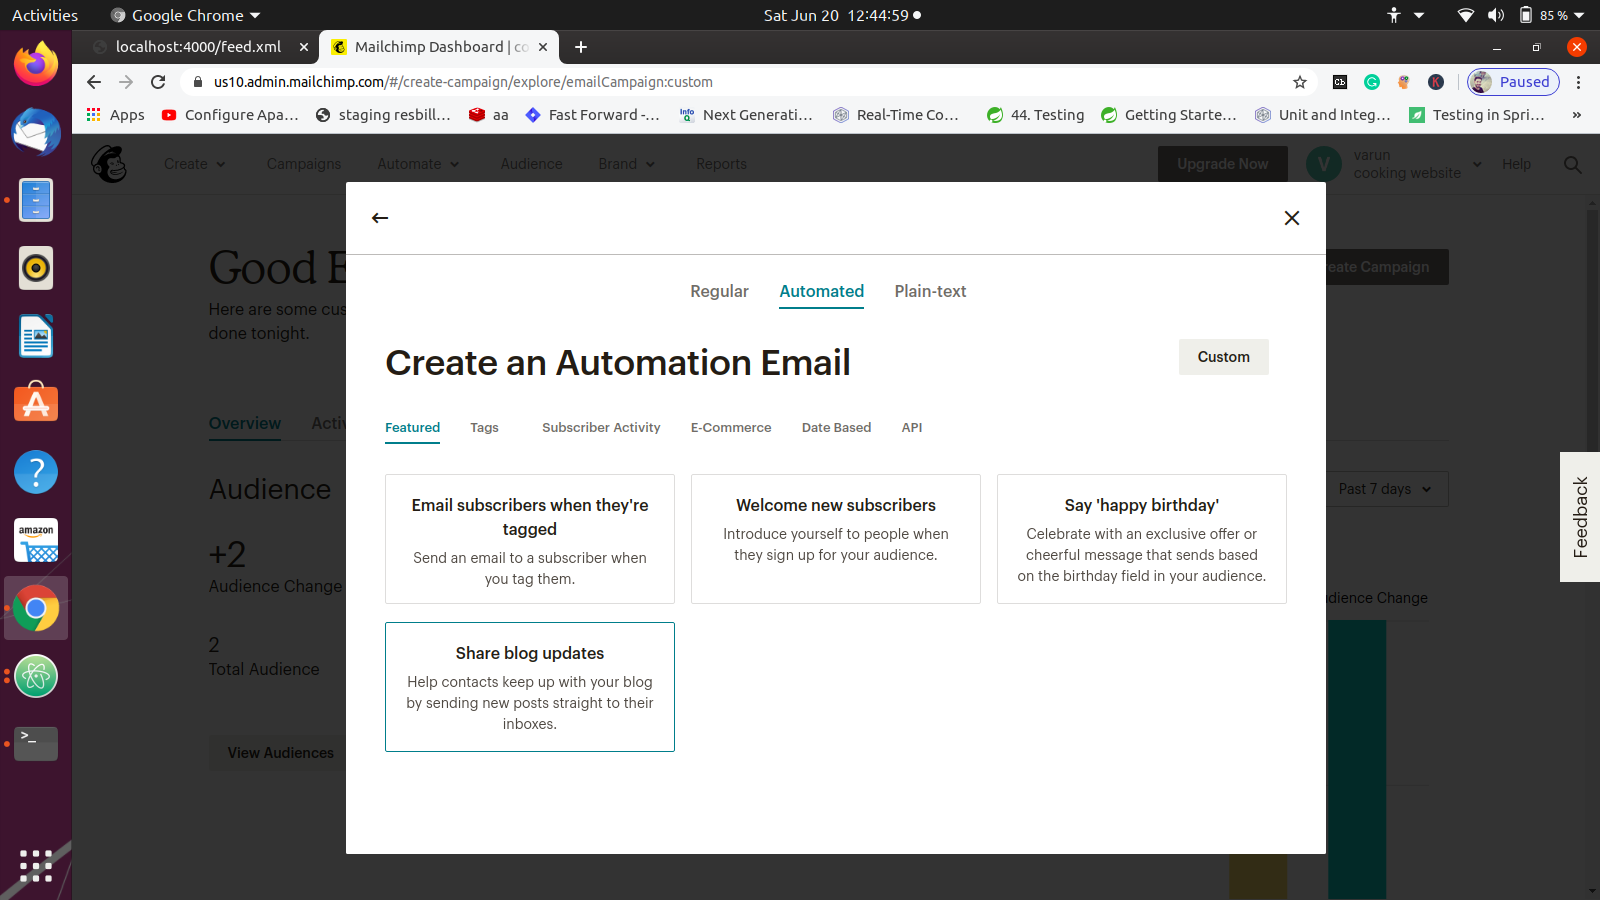 Activities
Google Chrome
Sat Jun 20 12:44:59
85 %
localhost:4000/feed.xml
Mailchimp Dashboard | co
us10.admin.mailchimp.com/#/create-campaign/explore/emailCampaign:custom
Paused
Apps
Configure Apa...
staging resbill...
aa
Fast Forward -...
Next Generati...
Real-Time Co...
44. Testing
Getting Starte...
Unit and Integ...
Testing in Spri...
Create
Campaigns
Automate
Audience
Brand
Reports
Upgrade Now
V
varun
cooking website
Help
Good E
Here are some cus
done tonight.
reate Campaign
Regular
Automated
Plain-text
Create an Automation Email
Custom
Overview
Activ
Featured
Tags
Subscriber Activity
E-Commerce
Date Based
API
Audience
Past 7 days
Email subscribers when they're
tagged
Send an email to a subscriber when
you tag them.
Welcome new subscribers
Introduce yourself to people when
they sign up for your audience.
Say 'happy birthday'
Celebrate with an exclusive offer or
cheerful message that sends based
on the birthday field in your audience.
Feedback
+2
Audience Change
2
Total Audience
View Audiences
udience Change
Share blog updates
Help contacts keep up with your blog
by sending new posts straight to their
inboxes.
amazon